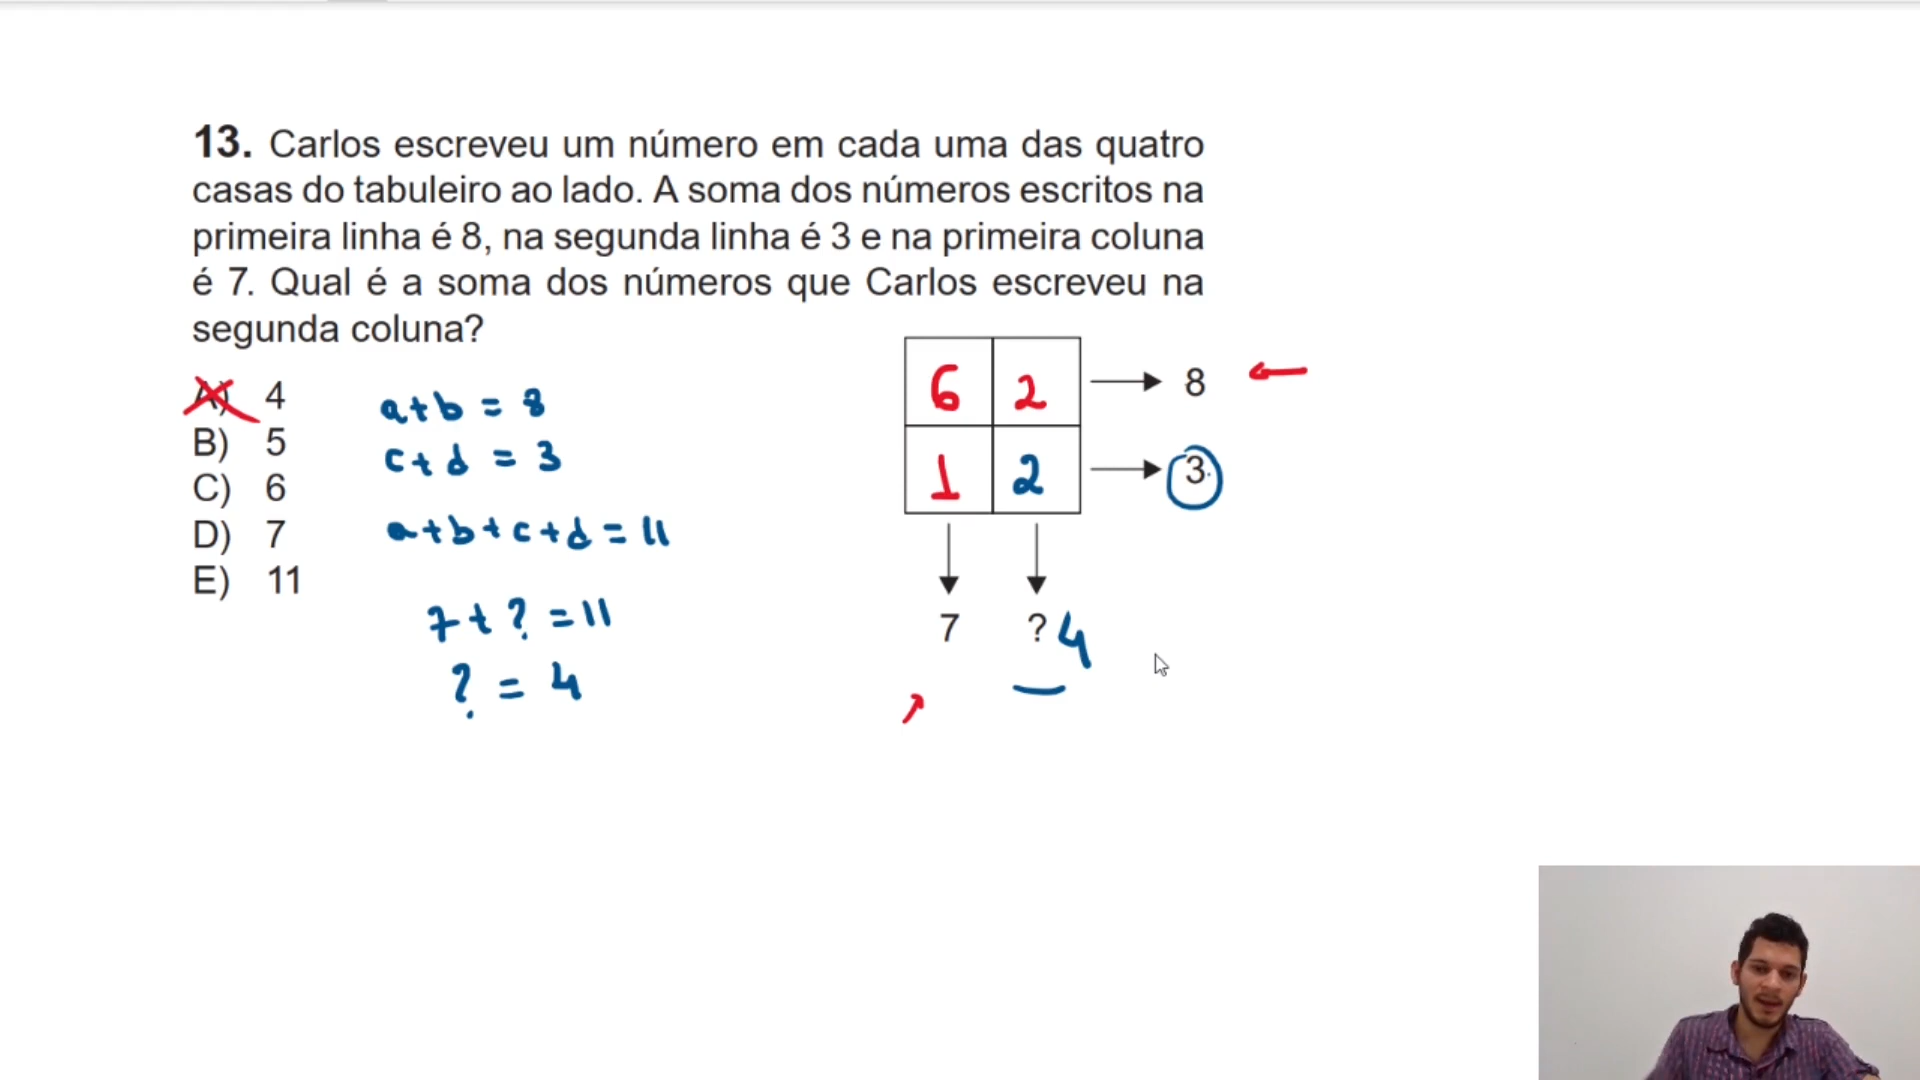 13. Carlos escreveu um número em cada uma das quatro
casas do tabuleiro ao lado. A soma dos números escritos na
primeira linha é 8, na segunda linha é 3 e na primeira coluna
é 7. Qual é a soma dos números que Carlos escreveu na
segunda coluna?
A) 4
B) 5
C) 6
D) 7
E) 11
a+b = 8
c+d = 3
a+b+c+d = 11
7+? = 11
? = 4
6 2 → 8
1 2 → 3
7 ? 4